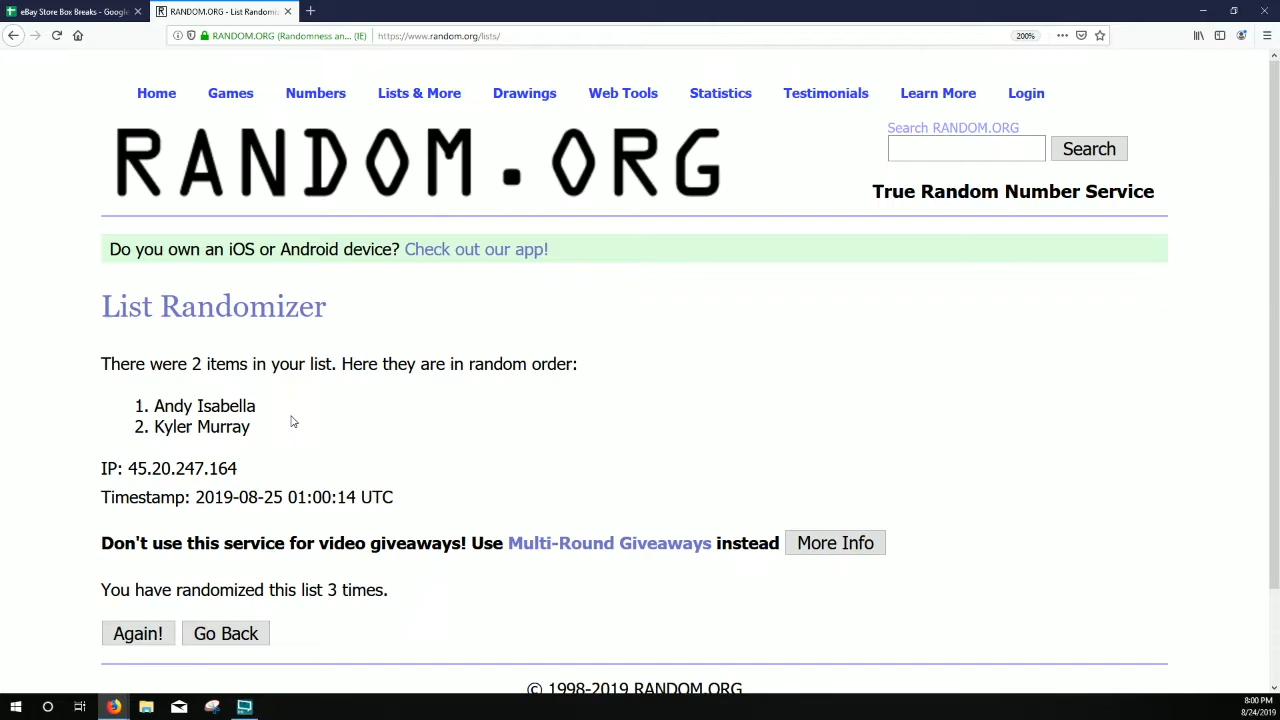 eBay Store Box Breaks - Google
RANDOM.ORG - List Randomiz
RANDOM.ORG (Randomness an... (IE)
https://www.random.org/lists/
200%
Home Games Numbers Lists & More Drawings Web Tools Statistics Testimonials Learn More Login
RANDOM.ORG
Search RANDOM.ORG
Search
True Random Number Service
Do you own an iOS or Android device? Check out our app!
List Randomizer
There were 2 items in your list. Here they are in random order:
1. Andy Isabella
2. Kyler Murray
IP: 45.20.247.164
Timestamp: 2019-08-25 01:00:14 UTC
Don't use this service for video giveaways! Use Multi-Round Giveaways instead More Info
You have randomized this list 3 times.
Again! Go Back
© 1998-2019 RANDOM.ORG
8:00 PM
8/24/2019